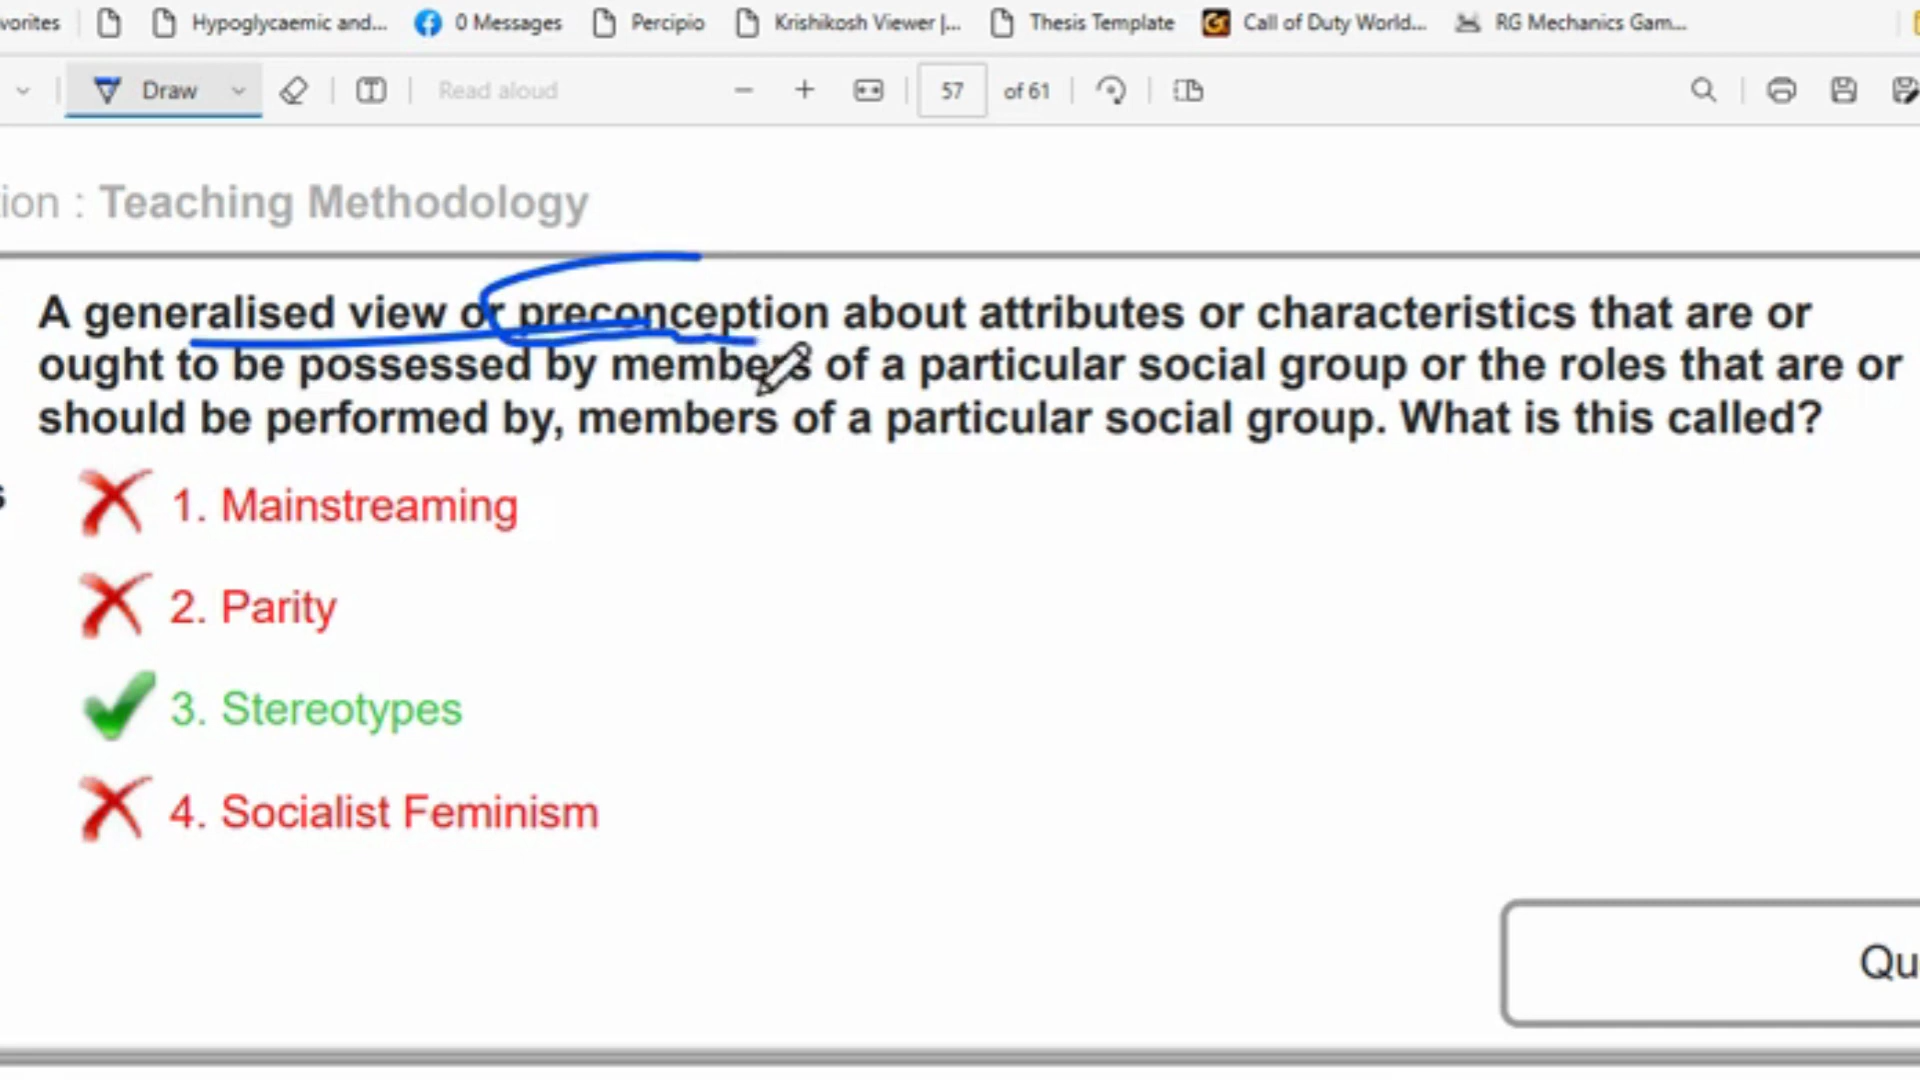 vorites Hypoglycaemic and... 0 Messages Percipio Krishikosh Viewer |... Thesis Template Call of Duty World... RG Mechanics Gam...
Draw Read aloud 57 of 61
tion : Teaching Methodology
A generalised view or preconception about attributes or characteristics that are or
ought to be possessed by members of a particular social group or the roles that are or
should be performed by, members of a particular social group. What is this called?
s
1. Mainstreaming
2. Parity
3. Stereotypes
4. Socialist Feminism
Qu